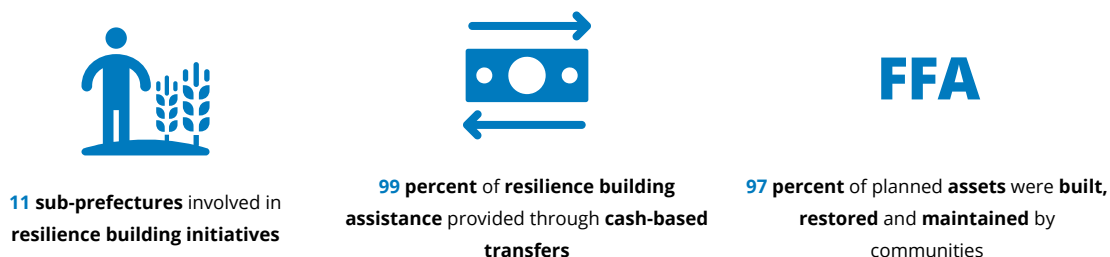 FFA
11 sub-prefectures involved in
resilience building initiatives
99 percent of resilience building
assistance provided through cash-based
transfers
97 percent of planned assets were built,
restored and maintained by
communities